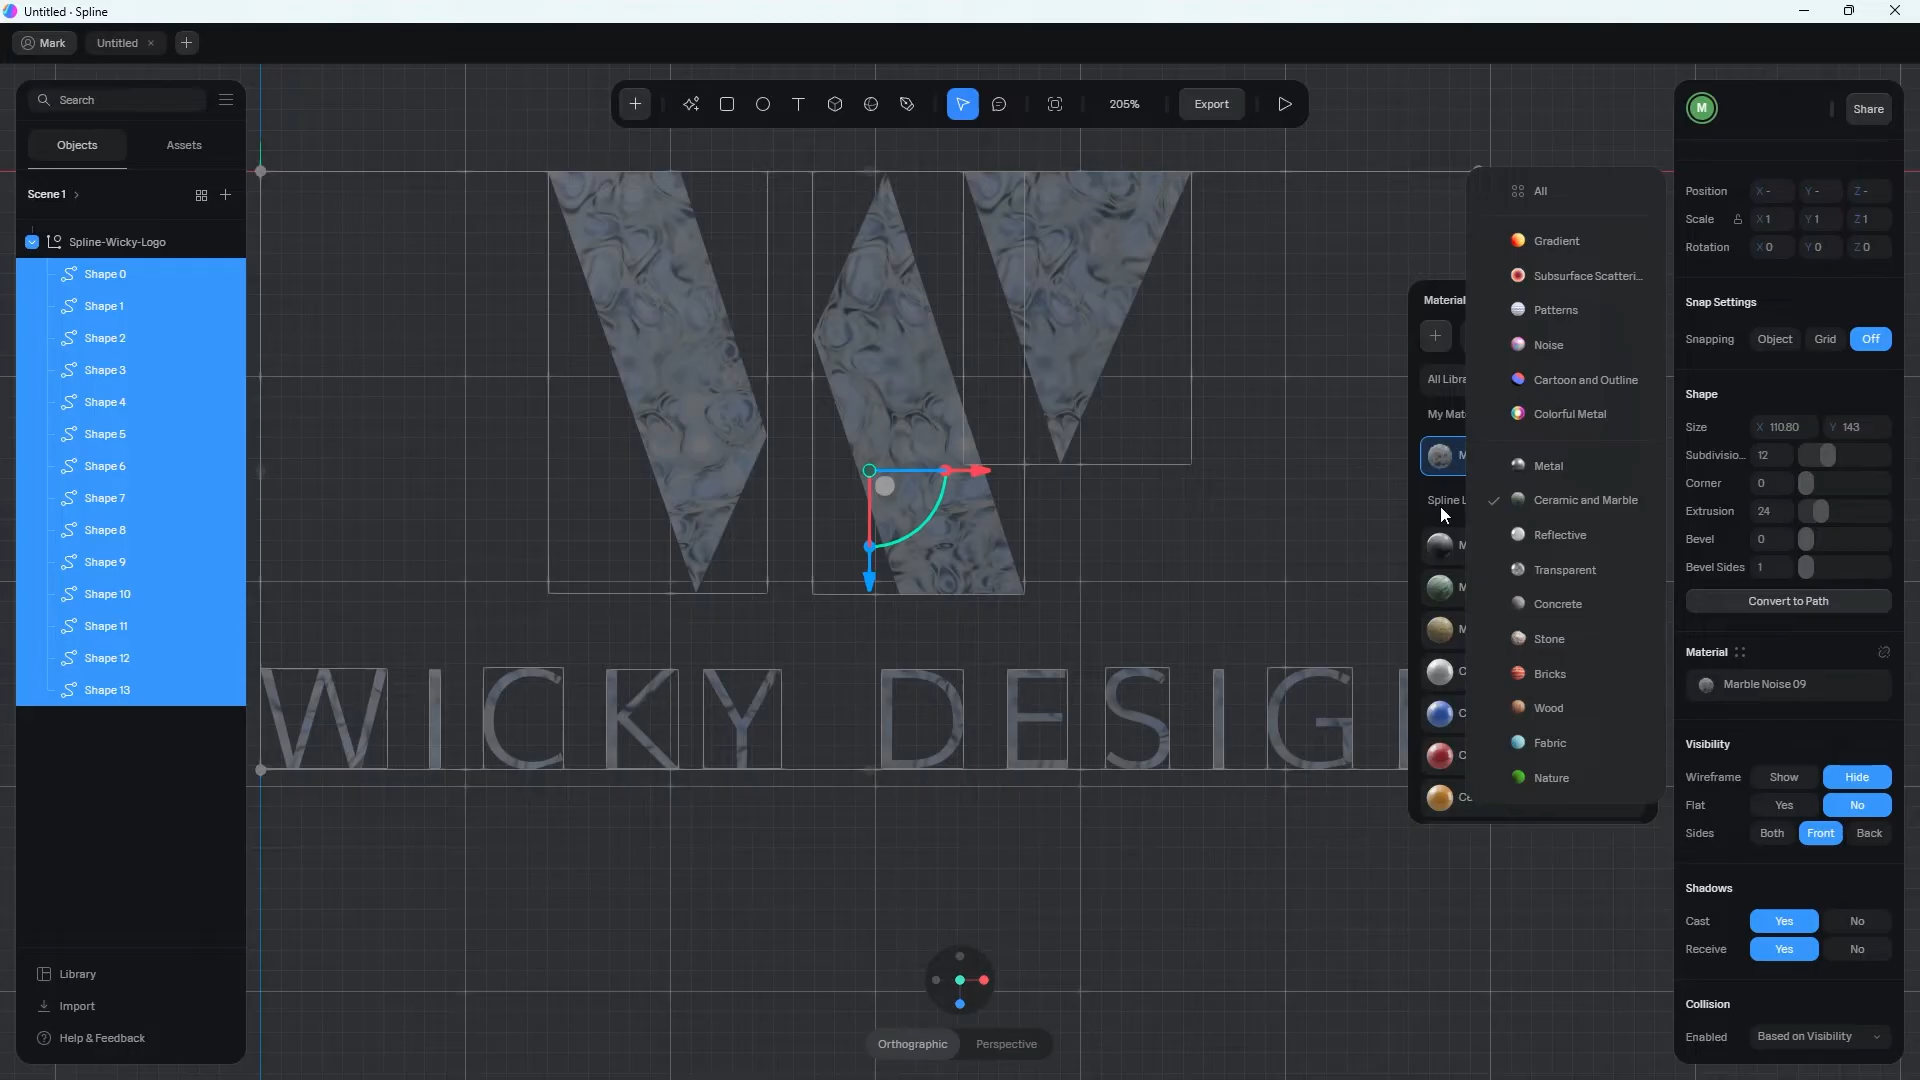 Untitled - Spline
Mark
Untitled
Search
Objects
Assets
Scene 1
Spline-Wicky-Logo
Shape 0
Shape 1
Shape 2
Shape 3
Shape 4
Shape 5
Shape 6
Shape 7
Shape 8
Shape 9
Shape 10
Shape 11
Shape 12
Shape 13
Library
Import
Help & Feedback
205%
Export
WICKY DESIG
Orthographic
Perspective
Material
All Libra
My Mate
M
Spline L
M
M
M
C
C
C
Ce
All
Gradient
Subsurface Scatteri...
Patterns
Noise
Cartoon and Outline
Colorful Metal
Metal
Ceramic and Marble
Reflective
Transparent
Concrete
Stone
Bricks
Wood
Fabric
Nature
M
Share
Position X - Y - Z -
Scale X 1 Y 1 Z 1
Rotation X 0 Y 0 Z 0
Snap Settings
Snapping Object Grid Off
Shape
Size X 110.80 Y 143
Subdivisio... 12
Corner 0
Extrusion 24
Bevel 0
Bevel Sides 1
Convert to Path
Material
Marble Noise 09
Visibility
Wireframe Show Hide
Flat Yes No
Sides Both Front Back
Shadows
Cast Yes No
Receive Yes No
Collision
Enabled Based on Visibility